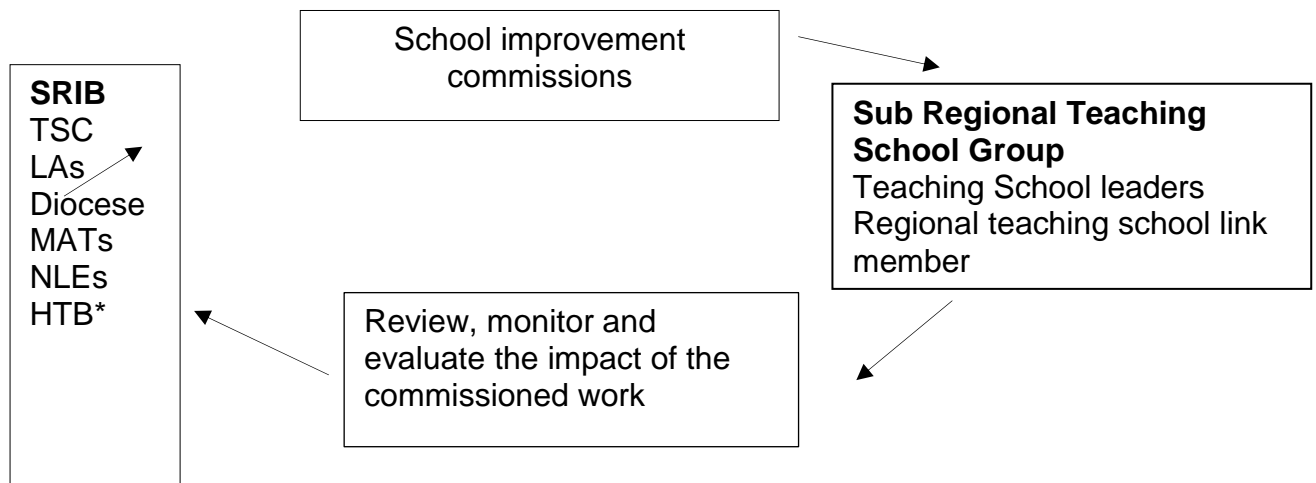 School improvement
commissions
SRIB
TSC
LAs
Diocese
MATs
NLEs
HTB*
Sub Regional Teaching
School Group
Teaching School leaders
Regional teaching school link
member
Review, monitor and
evaluate the impact of the
commissioned work